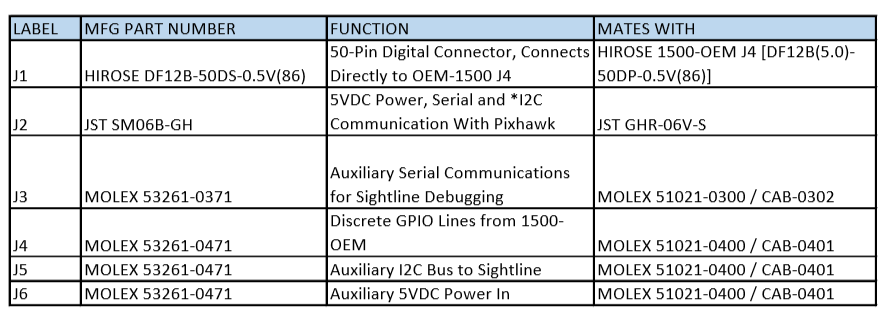 LABEL MFG PART NUMBER FUNCTION MATES WITH
J1 HIROSE DF12B-50DS-0.5V(86) 50-Pin Digital Connector, Connects Directly to OEM-1500 J4 HIROSE 1500-OEM J4 [DF12B(5.0)-50DP-0.5V(86)]
J2 JST SM06B-GH 5VDC Power, Serial and *I2C Communication With Pixhawk JST GHR-06V-S
J3 MOLEX 53261-0371 Auxiliary Serial Communications for Sightline Debugging MOLEX 51021-0300 / CAB-0302
J4 MOLEX 53261-0471 Discrete GPIO Lines from 1500-OEM MOLEX 51021-0400 / CAB-0401
J5 MOLEX 53261-0471 Auxiliary I2C Bus to Sightline MOLEX 51021-0400 / CAB-0401
J6 MOLEX 53261-0471 Auxiliary 5VDC Power In MOLEX 51021-0400 / CAB-0401